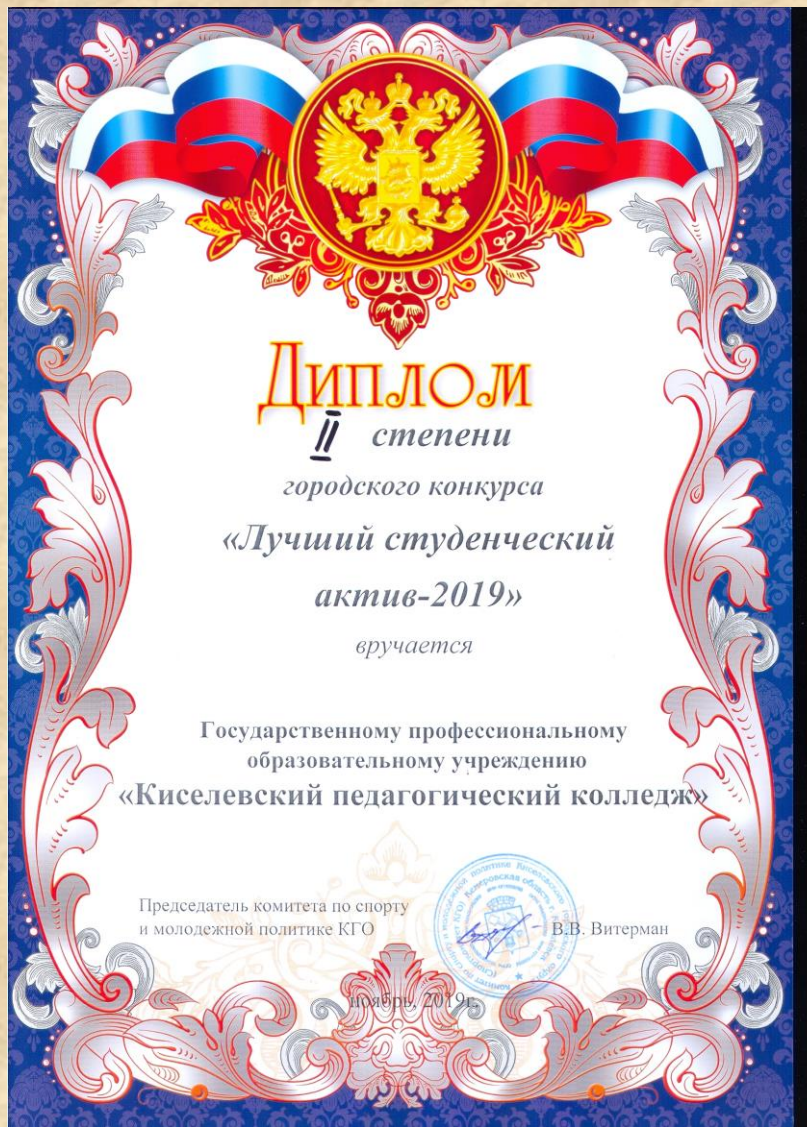 Диплом
II степени
городского конкурса
«Лучший студенческий
актив-2019»
вручается
Государственному профессиональному
образовательному учреждению
«Киселевский педагогический колледж»
Председатель комитета по спорту
и молодежной политике КГО
В.В. Витерман
ноябрь, 2019г.